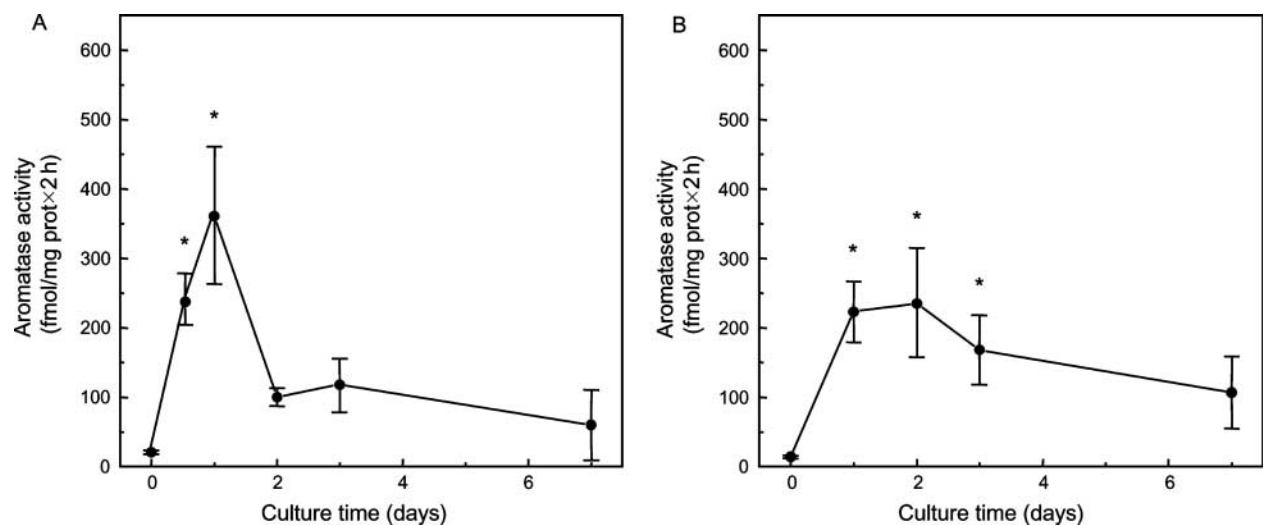 A
600
500
400
300
200
100
0
Aromatase activity
(fmol/mg prot×2 h)
*
*
0 2 4 6
Culture time (days)
B
600
500
400
300
200
100
0
Aromatase activity
(fmol/mg prot×2 h)
*
*
*
0 2 4 6
Culture time (days)